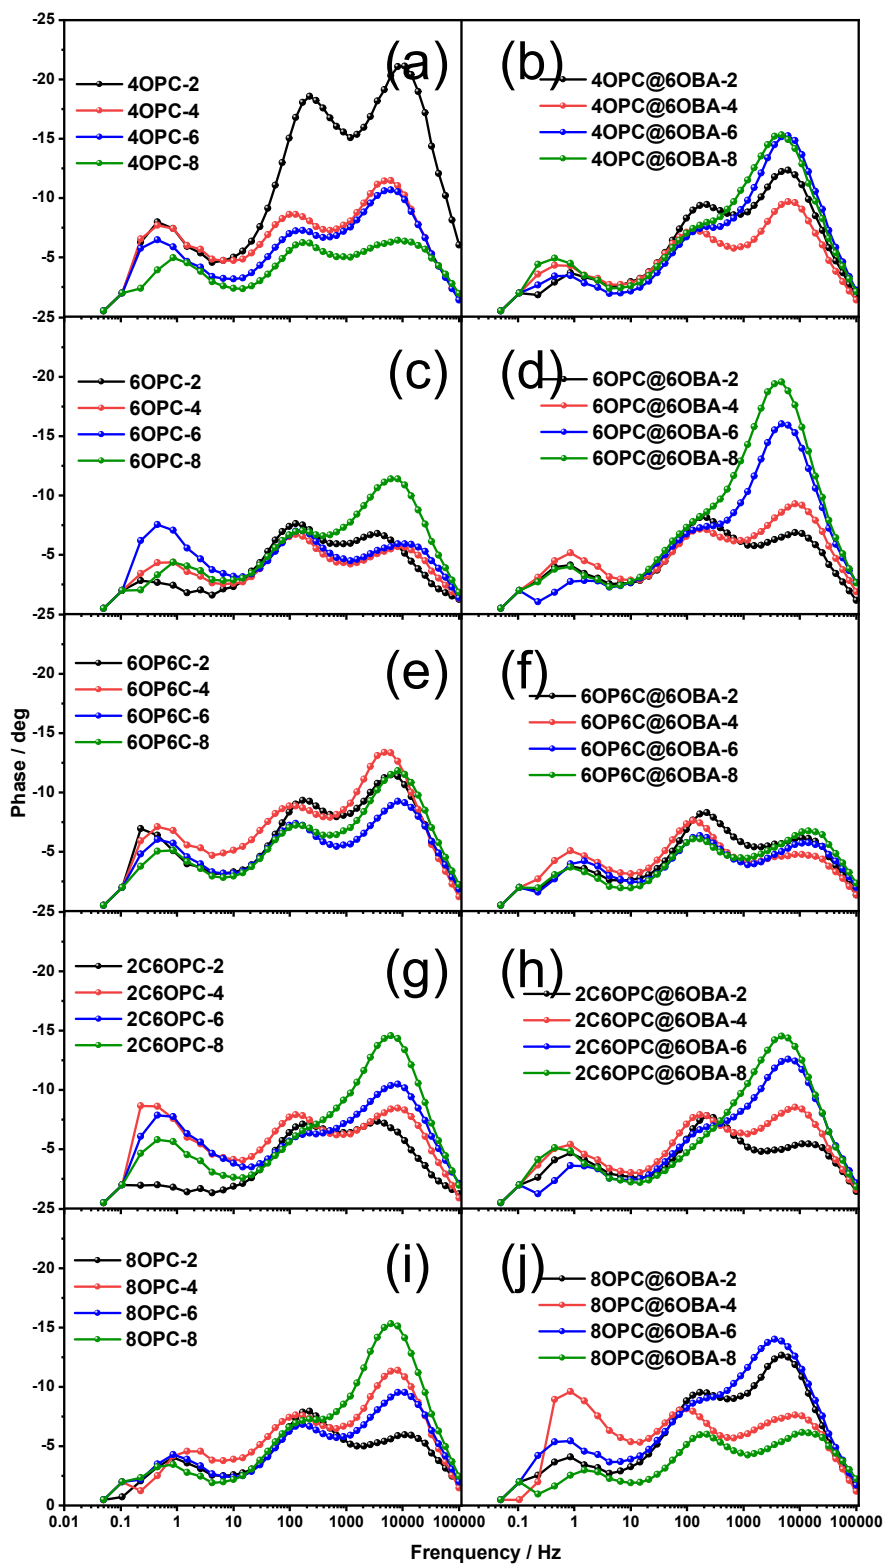 -25
(a)
(b)
4OPC-2
4OPC-4
4OPC-6
4OPC-8
4OPC@6OBA-2
4OPC@6OBA-4
4OPC@6OBA-6
4OPC@6OBA-8
-20
-15
-10
-5
-25
(c)
(d)
6OPC-2
6OPC-4
6OPC-6
6OPC-8
6OPC@6OBA-2
6OPC@6OBA-4
6OPC@6OBA-6
6OPC@6OBA-8
-20
-15
-10
-5
-25
(e)
(f)
6OP6C-2
6OP6C-4
6OP6C-6
6OP6C-8
6OP6C@6OBA-2
6OP6C@6OBA-4
6OP6C@6OBA-6
6OP6C@6OBA-8
-20
-15
-10
-5
Phase / deg
-25
(g)
(h)
2C6OPC-2
2C6OPC-4
2C6OPC-6
2C6OPC-8
2C6OPC@6OBA-2
2C6OPC@6OBA-4
2C6OPC@6OBA-6
2C6OPC@6OBA-8
-20
-15
-10
-5
-25
(i)
(j)
8OPC-2
8OPC-4
8OPC-6
8OPC-8
8OPC@6OBA-2
8OPC@6OBA-4
8OPC@6OBA-6
8OPC@6OBA-8
-20
-15
-10
-5
0
0.01 0.1 1 10 100 1000 10000 0.1 1 10 100 1000 10000 100000
Frenquency / Hz